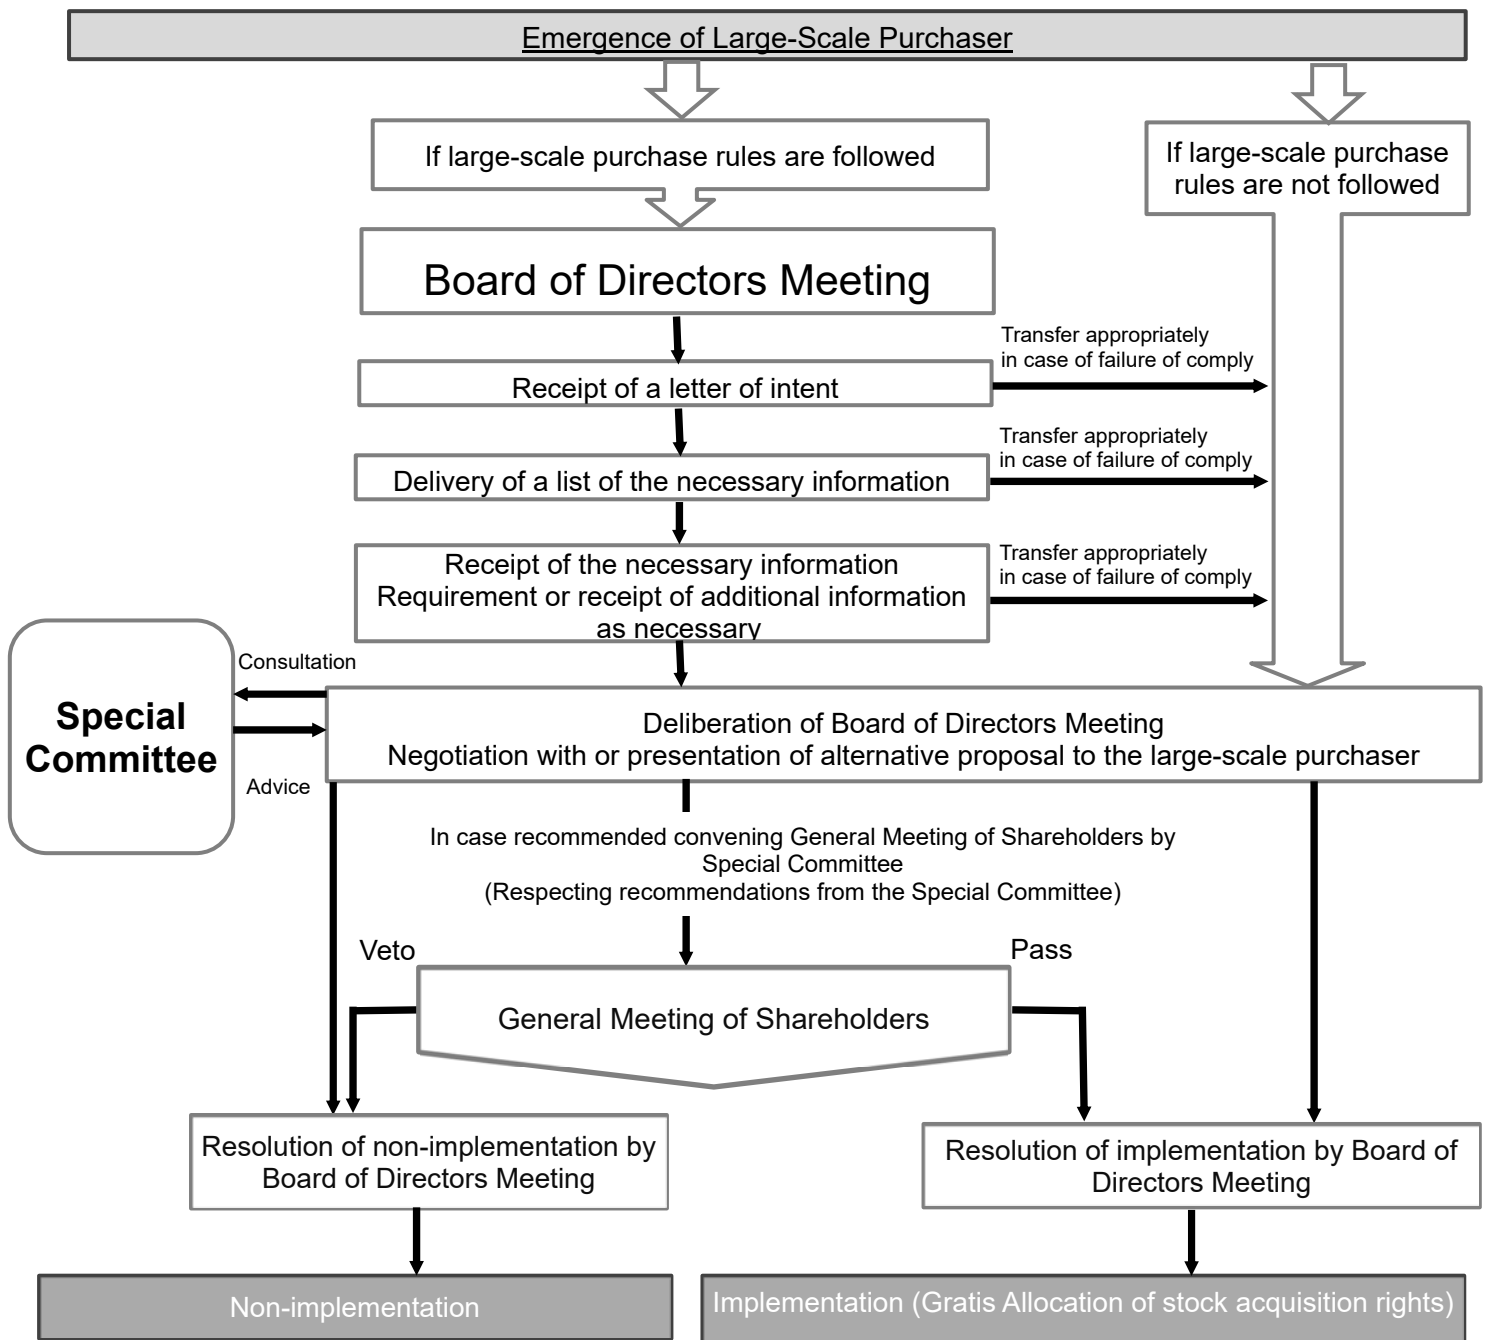 Emergence of Large-Scale Purchaser
If large-scale purchase rules are followed
If large-scale purchase
rules are not followed
Board of Directors Meeting
Transfer appropriately
in case of failure of comply
Receipt of a letter of intent
Transfer appropriately
in case of failure of comply
Delivery of a list of the necessary information
Transfer appropriately
in case of failure of comply
Receipt of the necessary information
Requirement or receipt of additional information
as necessary
Consultation
Special
Committee
Advice
Deliberation of Board of Directors Meeting
Negotiation with or presentation of alternative proposal to the large-scale purchaser
In case recommended convening General Meeting of Shareholders by
Special Committee
(Respecting recommendations from the Special Committee)
Veto
Pass
General Meeting of Shareholders
Resolution of non-implementation by
Board of Directors Meeting
Resolution of implementation by Board of
Directors Meeting
Non-implementation
Implementation (Gratis Allocation of stock acquisition rights)